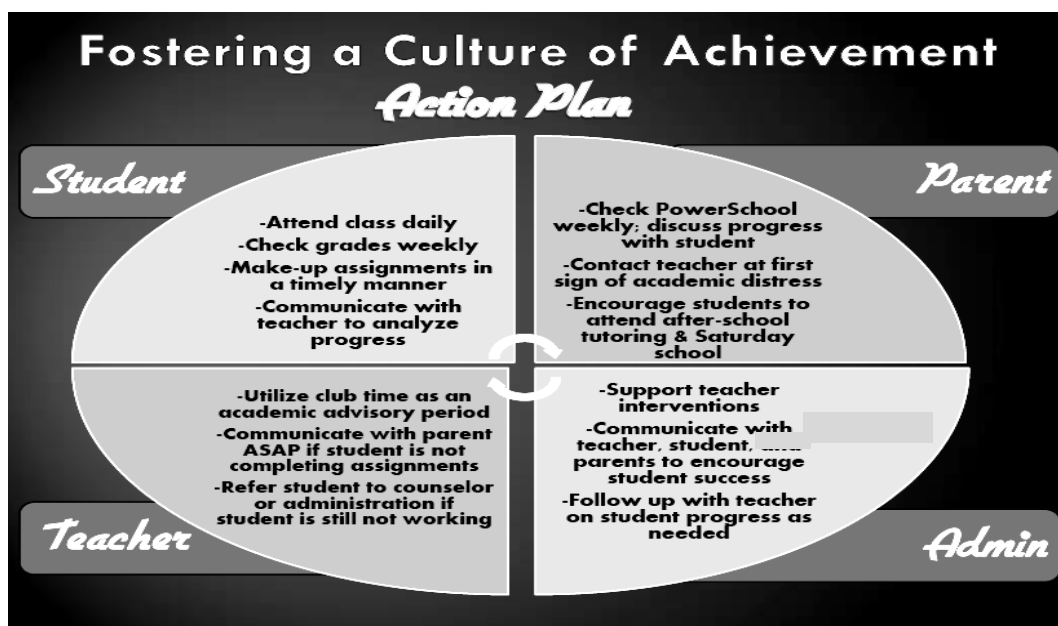 Fostering a Culture of Achievement
Action Plan
Student
-Attend class daily
-Check grades weekly
-Make-up assignments in
a timely manner
-Communicate with
teacher to analyze
progress
Parent
-Check PowerSchool
weekly; discuss progress
with student
-Contact teacher at first
sign of academic distress
-Encourage students to
attend after-school
tutoring & Saturday
school
Teacher
-Utilize club time as an
academic advisory period
-Communicate with parent
ASAP if student is not
completing assignments
-Refer student to counselor
or administration if
student is still not working
Admin
-Support teacher
interventions
-Communicate with
teacher, student, and
parents to encourage
student success
-Follow up with teacher
on student progress as
needed